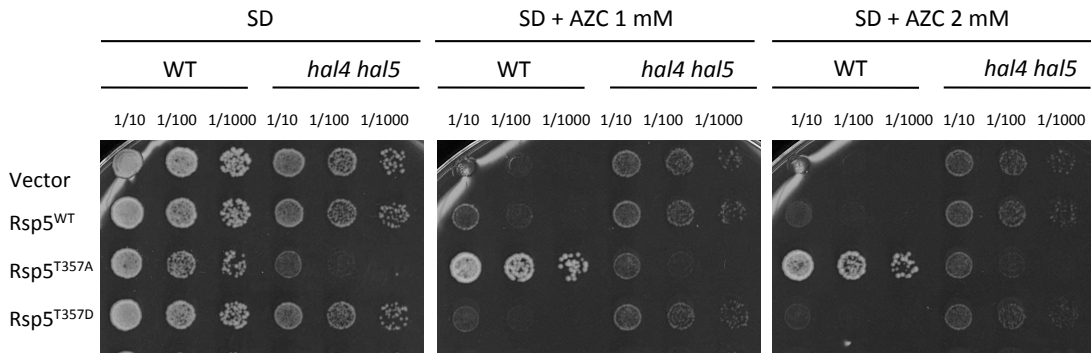 SD SD + AZC 1 mM SD + AZC 2 mM
WT hal4 hal5 WT hal4 hal5 WT hal4 hal5
1/10 1/100 1/1000 1/10 1/100 1/1000 1/10 1/100 1/1000 1/10 1/100 1/1000 1/10 1/100 1/1000 1/10 1/100 1/1000
Vector
Rsp5WT
Rsp5T357A
Rsp5T357D